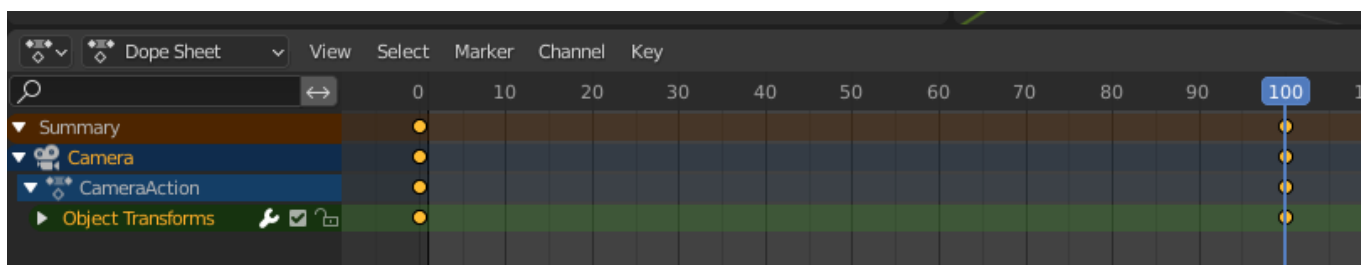 Dope Sheet View Select Marker Channel Key
0 10 20 30 40 50 60 70 80 90 100 1
Summary
Camera
CameraAction
Object Transforms